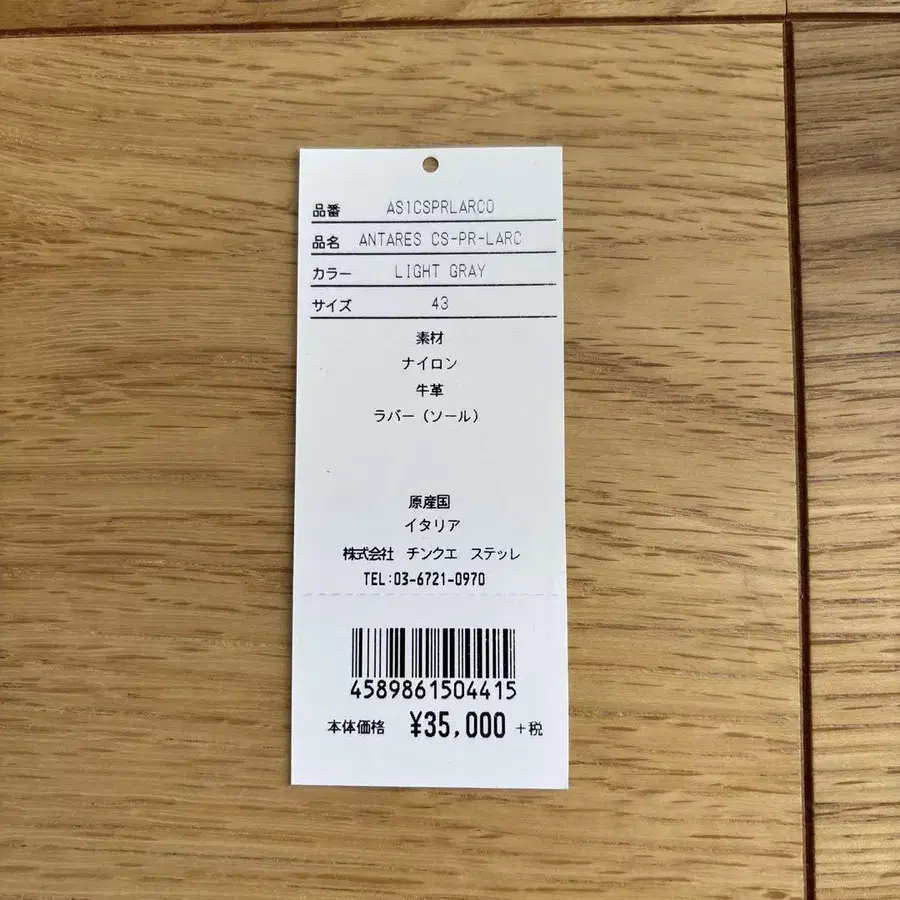 品番 AS1CSPRLARCO
品名 ANTARES CS-PR-LARC
カラー LIGHT GRAY
サイズ 43
素材
ナイロン
牛革
ラバー(ソール)
原産国
イタリア
株式会社 チンクエ ステッレ
TEL:03-6721-0970
4589861504415
本体価格 ¥35,000 +税